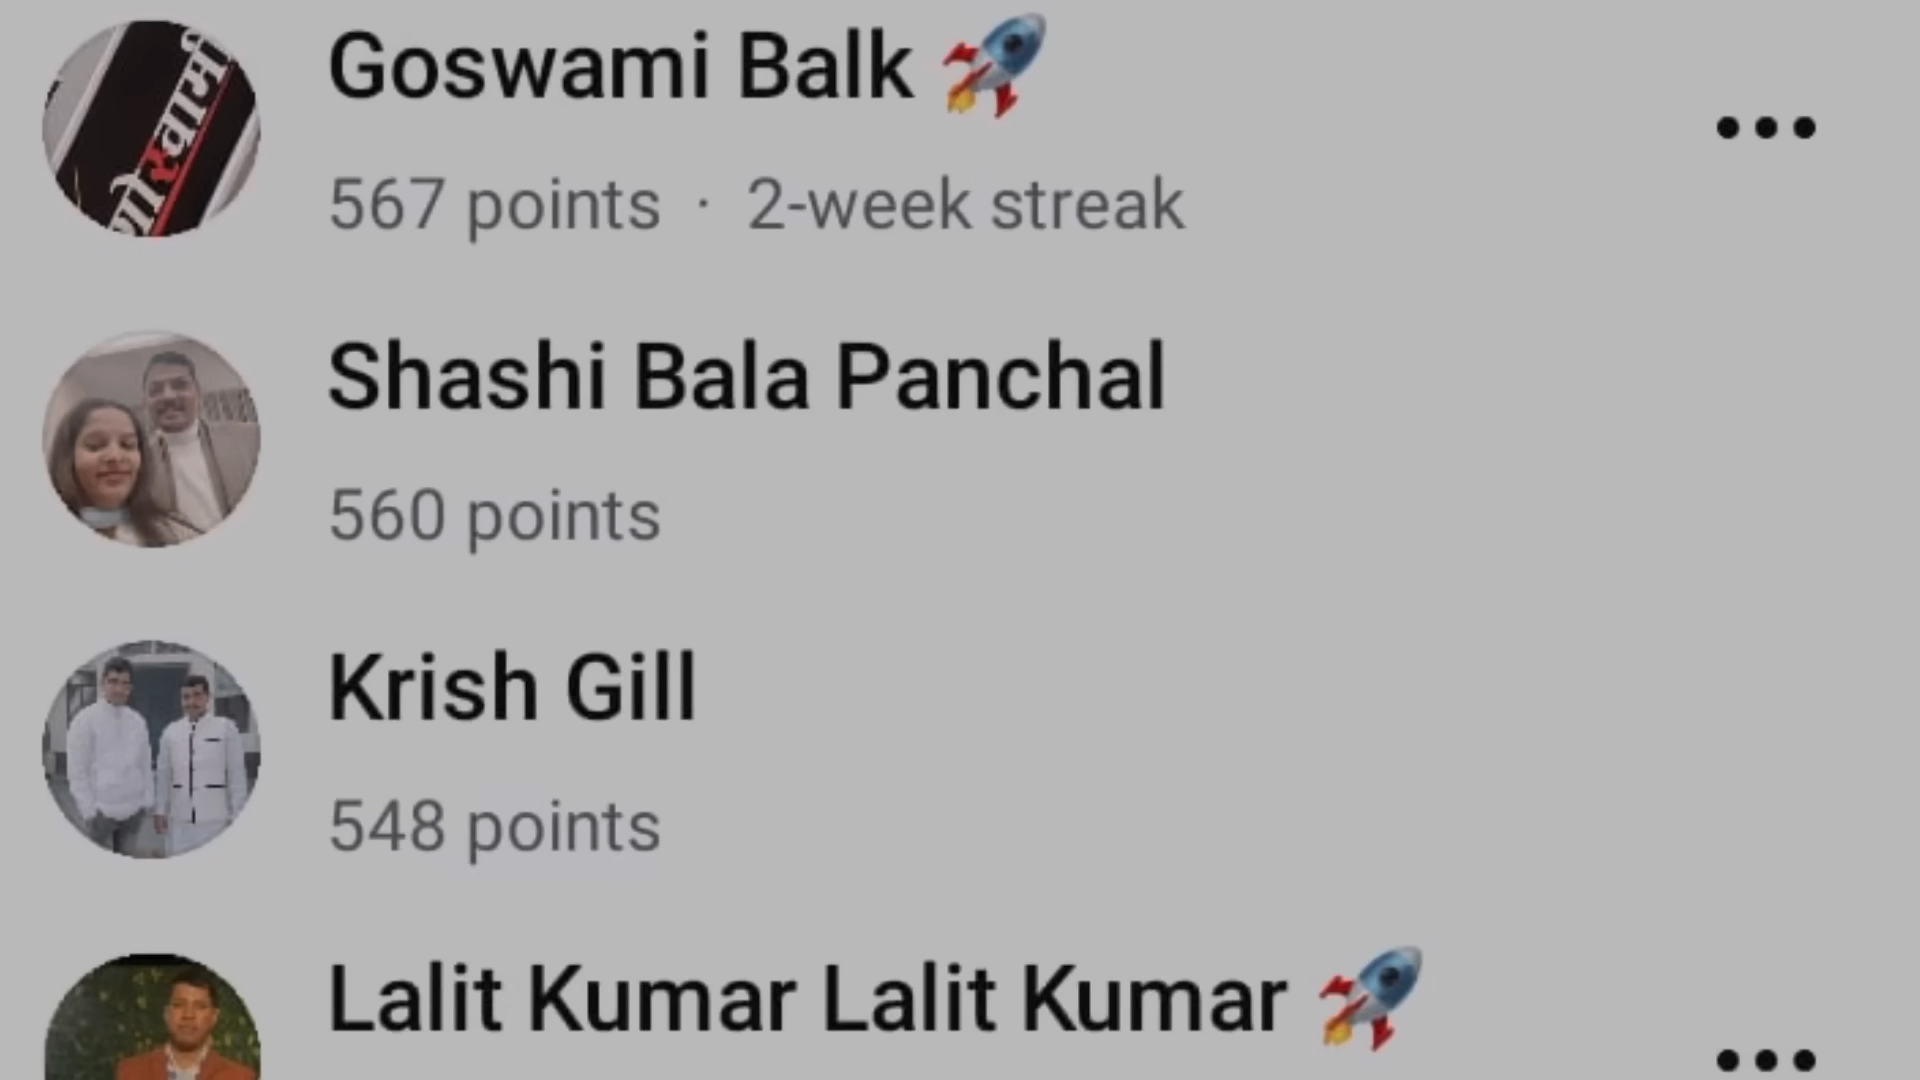 गोस्वामी
Goswami Balk 🚀
567 points · 2-week streak
Shashi Bala Panchal
560 points
Krish Gill
548 points
Lalit Kumar Lalit Kumar 🚀